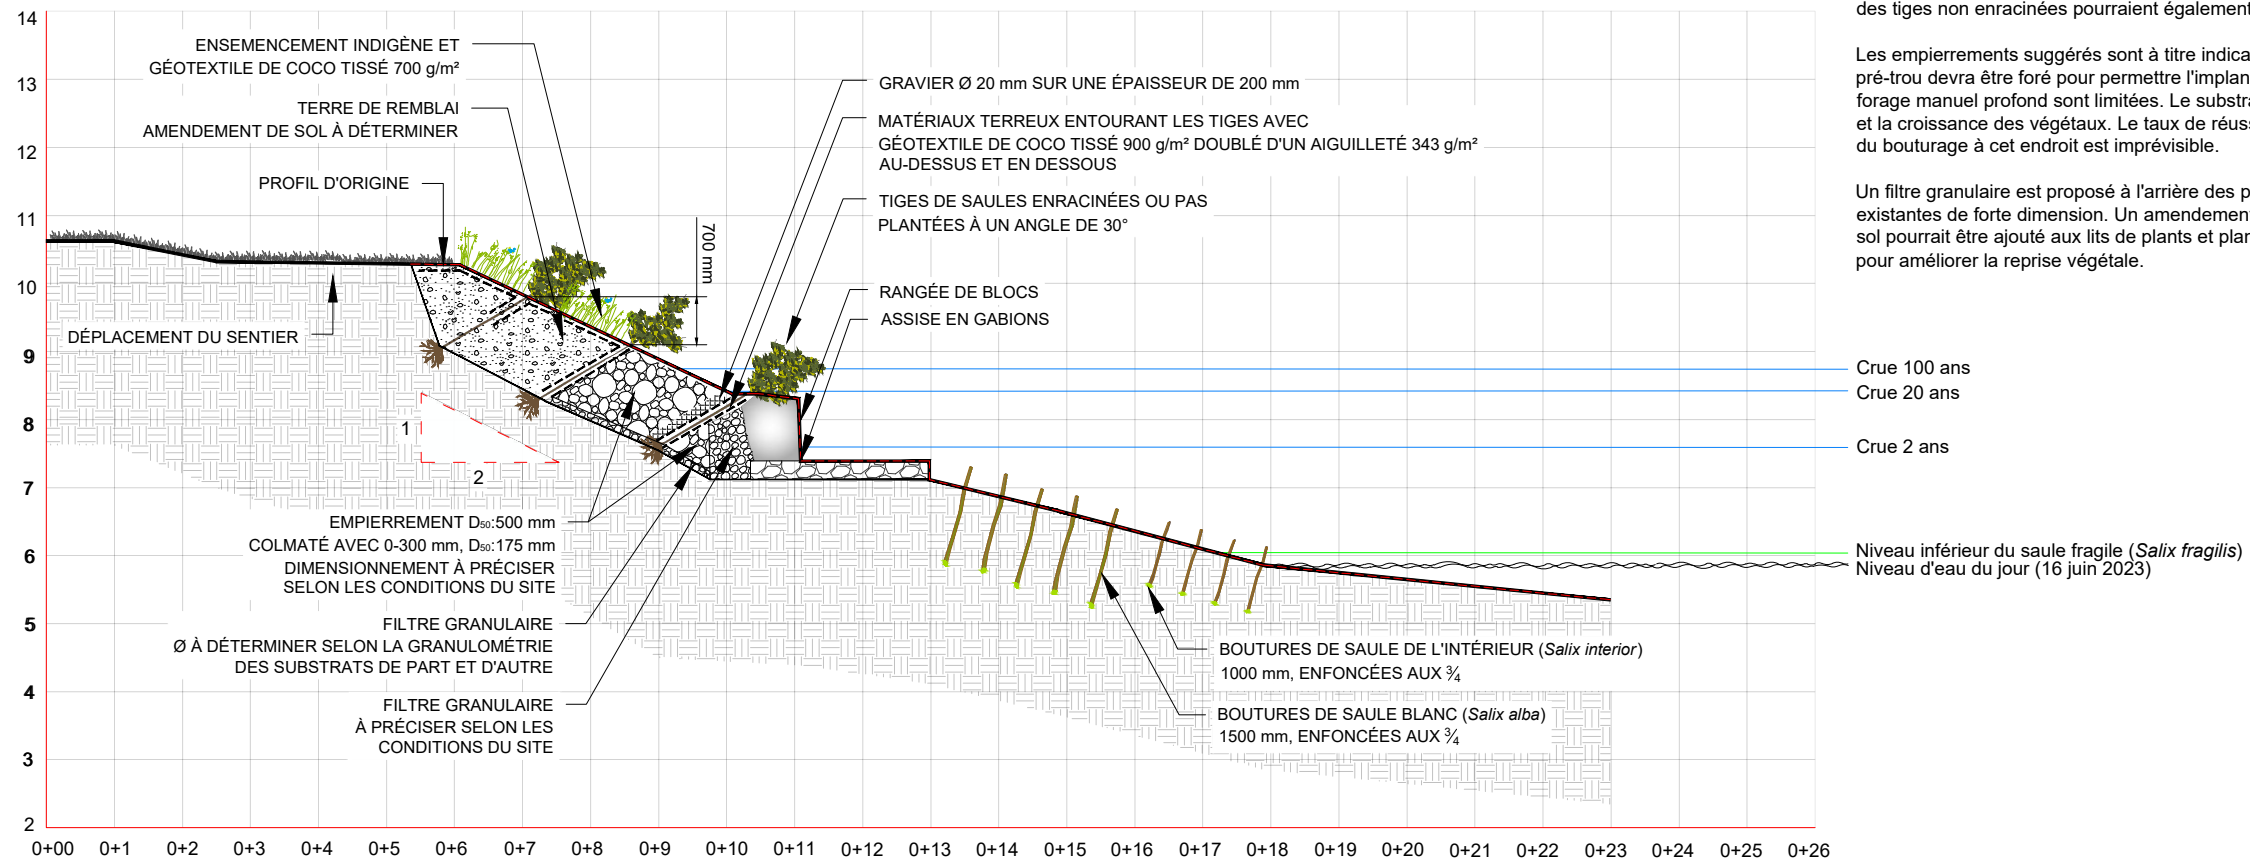 14
13
12
11
10
9
8
7
6
5
4
3
2
0+00 0+1 0+2 0+3 0+4 0+5 0+6 0+7 0+8 0+9 0+10 0+11 0+12 0+13 0+14 0+15 0+16 0+17 0+18 0+19 0+20 0+21 0+22 0+23 0+24 0+25 0+26
ENSEMENCEMENT INDIGÈNE ET
GÉOTEXTILE DE COCO TISSÉ 700 g/m²
TERRE DE REMBLAI
AMENDEMENT DE SOL À DÉTERMINER
PROFIL D'ORIGINE
DÉPLACEMENT DU SENTIER
1
2
700 mm
EMPIERREMENT D50:500 mm
COLMATÉ AVEC 0-300 mm, D50:175 mm
DIMENSIONNEMENT À PRÉCISER
SELON LES CONDITIONS DU SITE
FILTRE GRANULAIRE
Ø À DÉTERMINER SELON LA GRANULOMÉTRIE
DES SUBSTRATS DE PART ET D'AUTRE
FILTRE GRANULAIRE
À PRÉCISER SELON LES
CONDITIONS DU SITE
GRAVIER Ø 20 mm SUR UNE ÉPAISSEUR DE 200 mm
MATÉRIAUX TERREUX ENTOURANT LES TIGES AVEC
GÉOTEXTILE DE COCO TISSÉ 900 g/m² DOUBLÉ D'UN AIGUILLETÉ 343 g/m²
AU-DESSUS ET EN DESSOUS
TIGES DE SAULES ENRACINÉES OU PAS
PLANTÉES À UN ANGLE DE 30°
RANGÉE DE BLOCS
ASSISE EN GABIONS
BOUTURES DE SAULE DE L'INTÉRIEUR (Salix interior)
1000 mm, ENFONCÉES AUX ¾
BOUTURES DE SAULE BLANC (Salix alba)
1500 mm, ENFONCÉES AUX ¾
des tiges non enracinées pourraient également
Les empierrements suggérés sont à titre indica
pré-trou devra être foré pour permettre l'implan
forage manuel profond sont limitées. Le substra
et la croissance des végétaux. Le taux de réuss
du bouturage à cet endroit est imprévisible.
Un filtre granulaire est proposé à l'arrière des p
existantes de forte dimension. Un amendement
sol pourrait être ajouté aux lits de plants et plan
pour améliorer la reprise végétale.
Crue 100 ans
Crue 20 ans
Crue 2 ans
Niveau inférieur du saule fragile (Salix fragilis)
Niveau d'eau du jour (16 juin 2023)